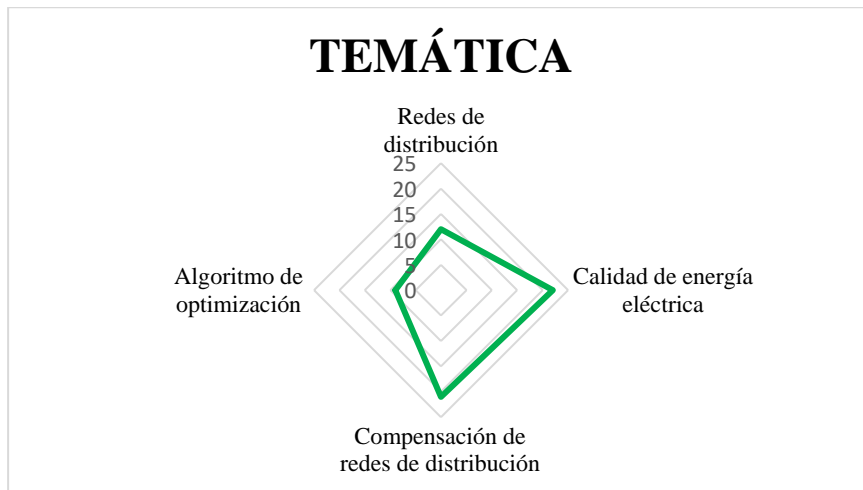 TEMÁTICA
Redes de
distribución
25
20
15
10
5
0
Algoritmo de
optimización
Calidad de energía
eléctrica
Compensación de
redes de distribución